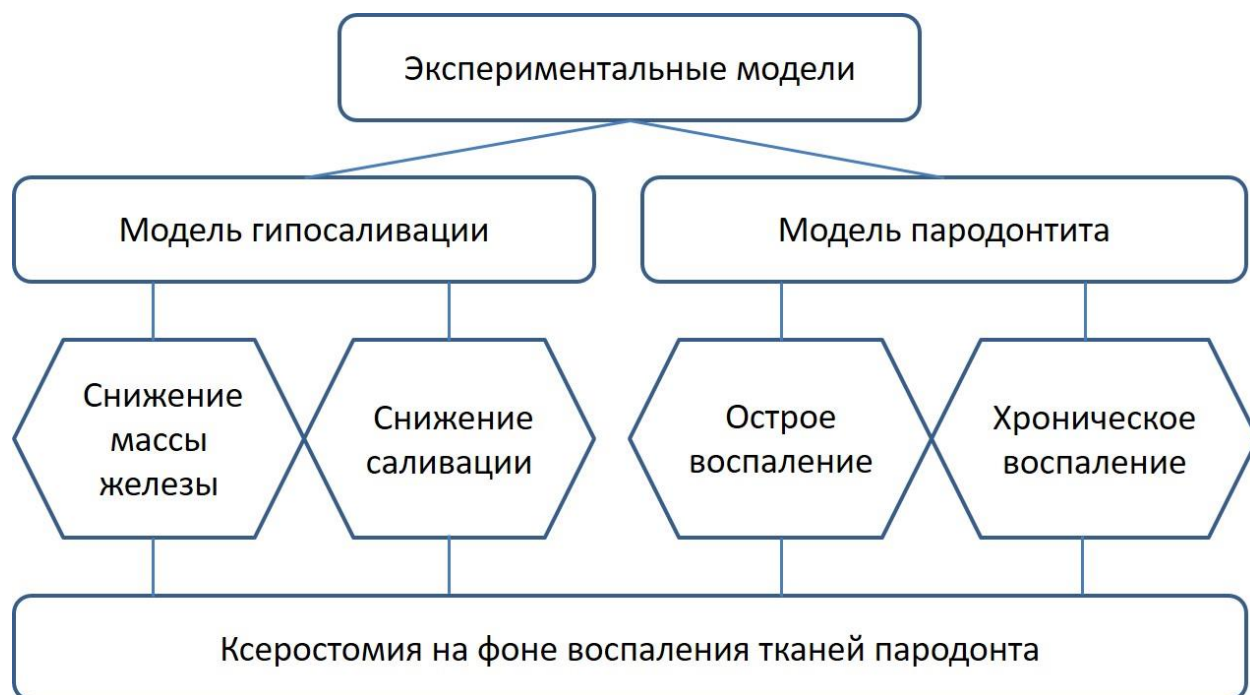 Экспериментальные модели
Модель гипосаливации
Модель пародонтита
Снижение
массы
железы
Снижение
саливации
Острое
воспаление
Хроническое
воспаление
Ксеростомия на фоне воспаления тканей пародонта